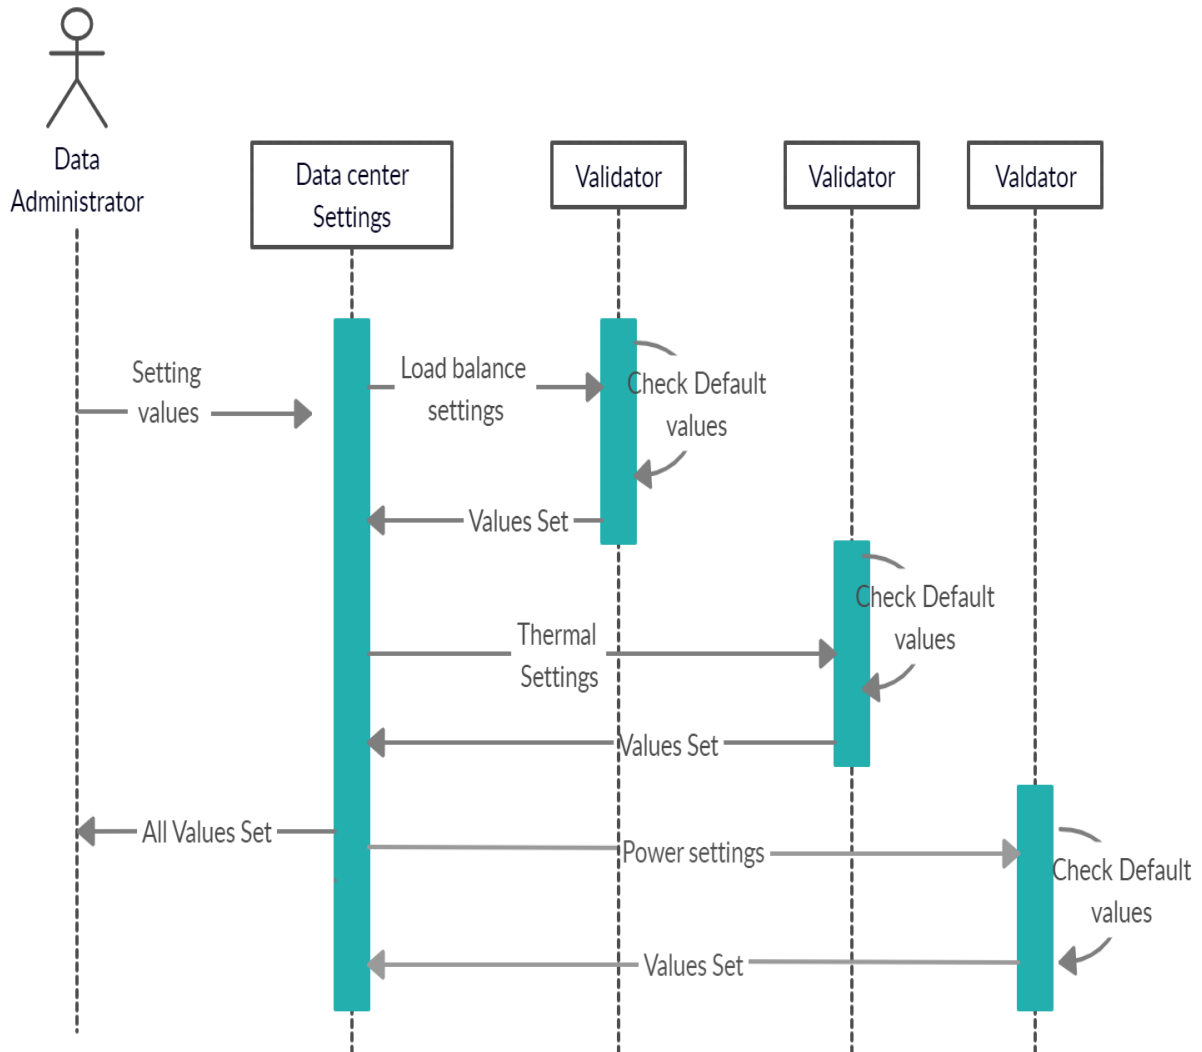 Data
Administrator
Data center
Settings
Validator
Validator
Valdator
Setting
values
Load balance
settings
Check Default
values
Values Set
Check Default
values
Thermal
Settings
Values Set
All Values Set
Power settings
Check Default
values
Values Set